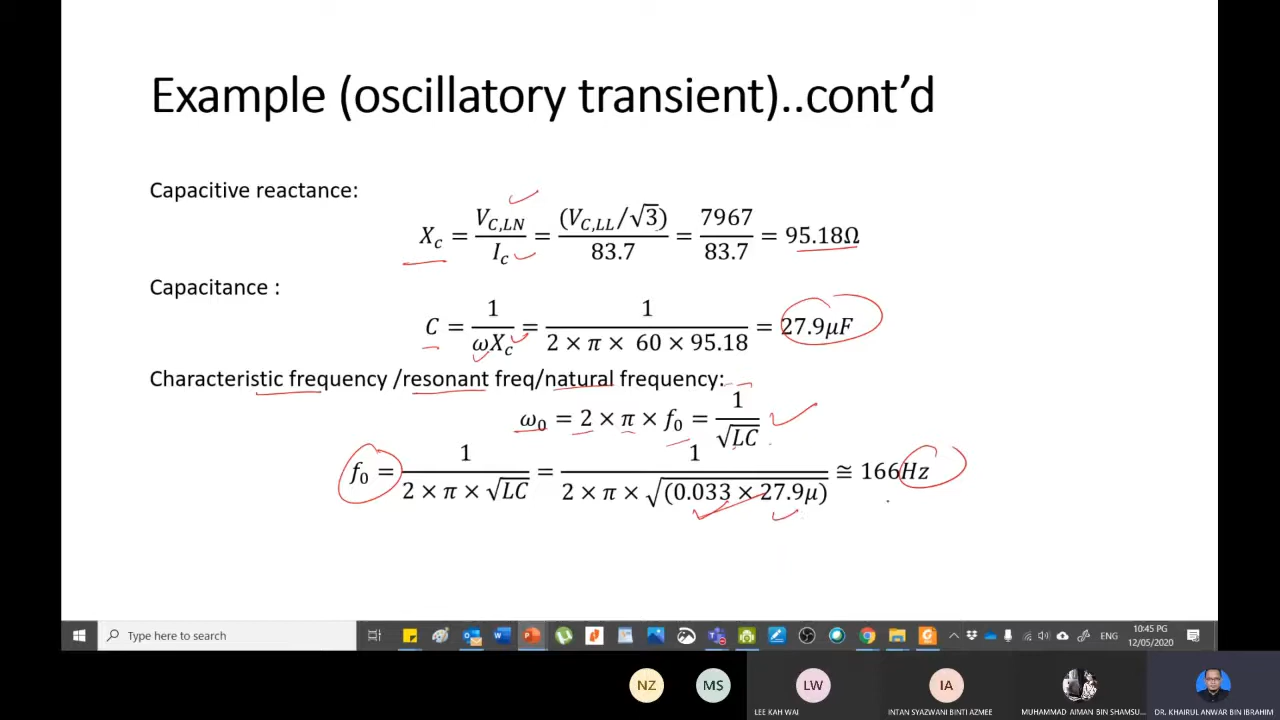 Example (oscillatory transient)..cont’d
Capacitive reactance:
X_c = V_{C,LN} / I_c = (V_{C,LL}/√3) / 83.7 = 7967 / 83.7 = 95.18Ω
Capacitance :
C = 1 / ωX_c = 1 / 2 × π × 60 × 95.18 = 27.9μF
Characteristic frequency /resonant freq/natural frequency:
ω_0 = 2 × π × f_0 = 1 / √LC
f_0 = 1 / 2 × π × √LC = 1 / 2 × π × √(0.033 × 27.9μ) ≅ 166Hz
Type here to search
ENG
10:45 PG
12/05/2020
NZ
MS
LW
IA
LEE KAH WAI
INTAN SYAZWANI BINTI AZMEE
MUHAMMAD AIMAN BIN SHAMSU...
DR. KHAIRUL ANWAR BIN IBRAHIM